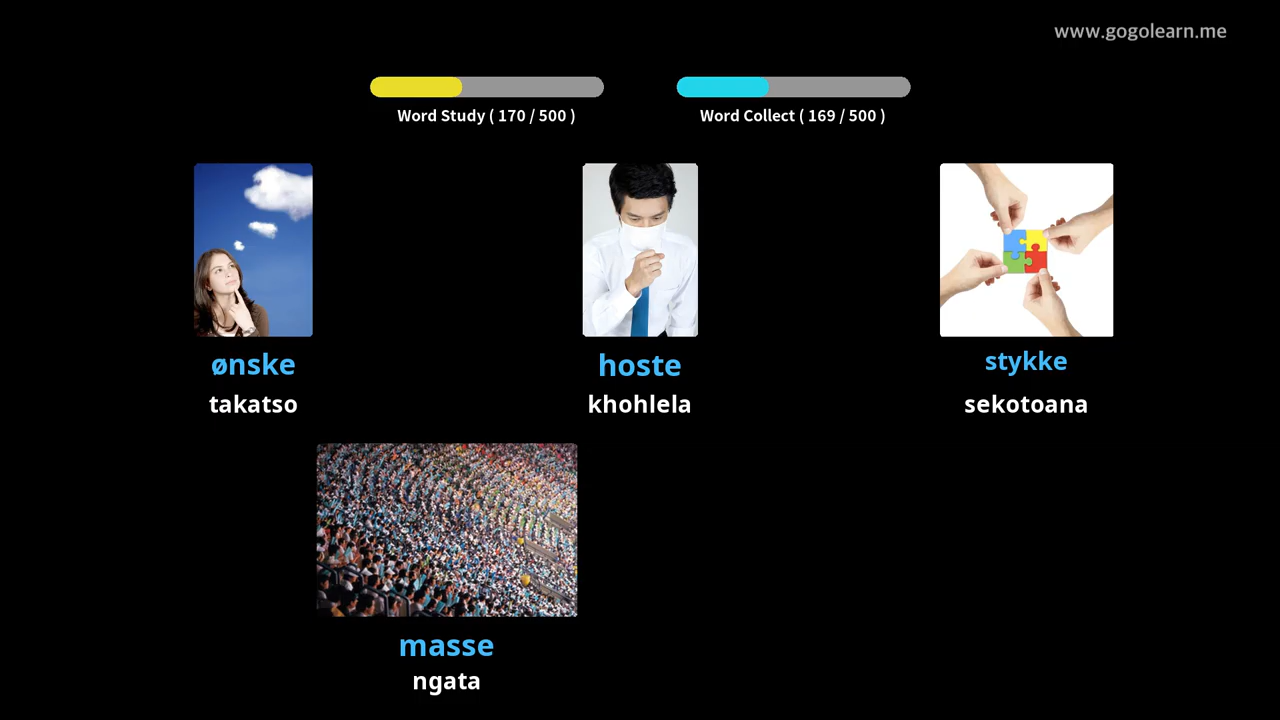 www.gogolearn.me
Word Study ( 170 / 500 )
Word Collect ( 169 / 500 )
ønske
takatso
hoste
khohlela
stykke
sekotoana
masse
ngata